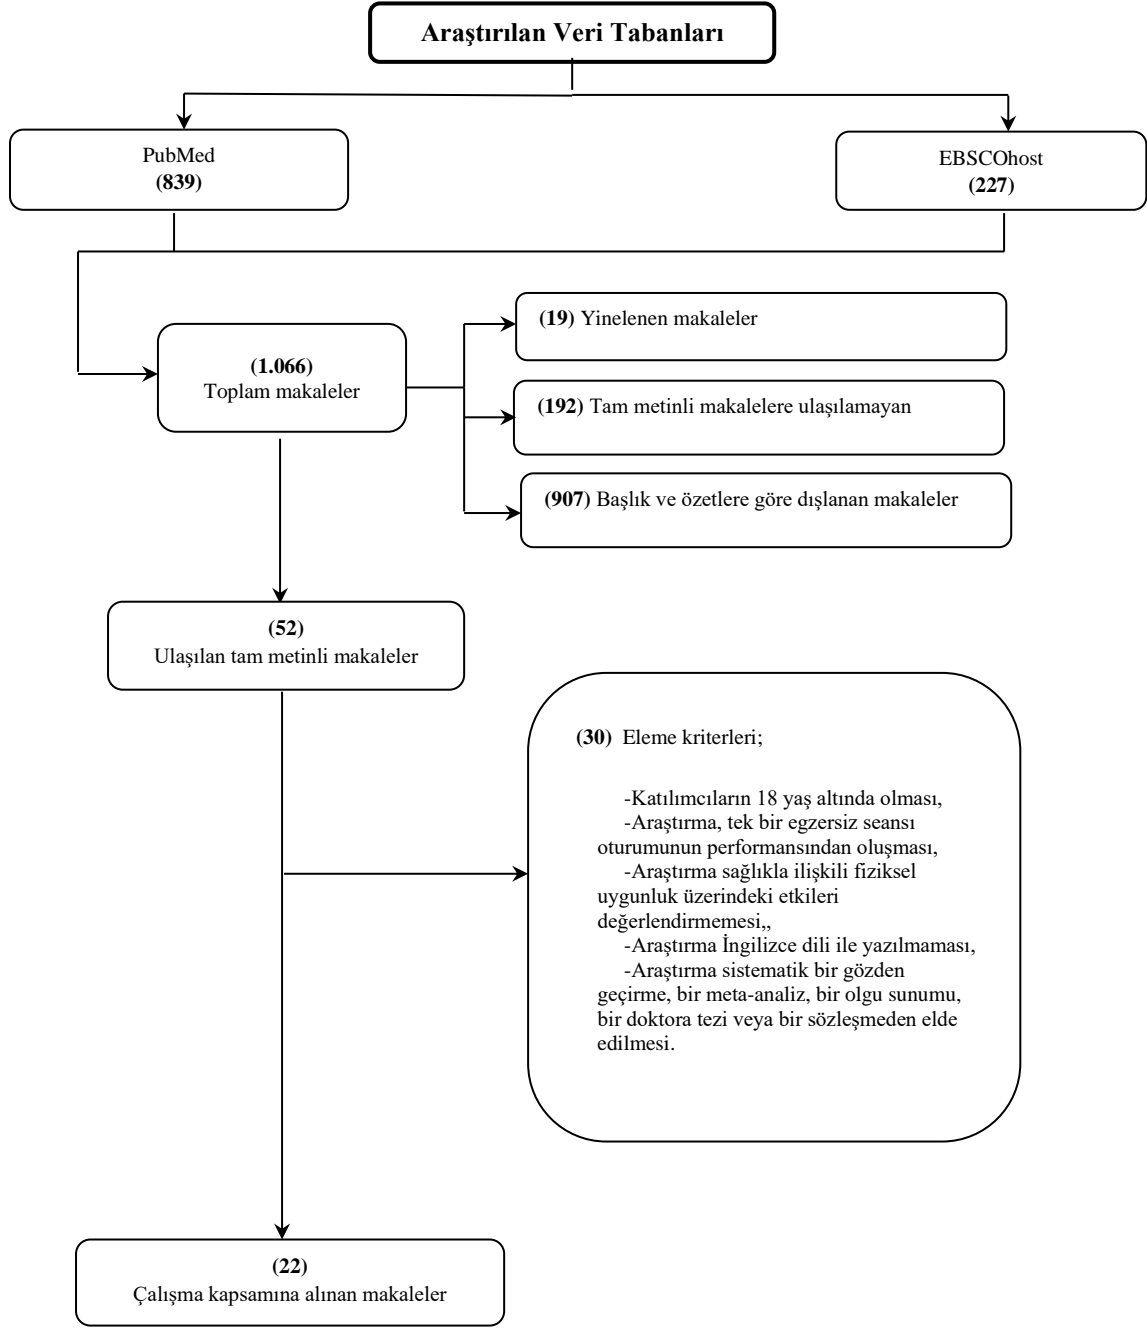 Araştırılan Veri Tabanları
PubMed
(839)
EBSCOhost
(227)
(1.066)
Toplam makaleler
(19) Yinelenen makaleler
(192) Tam metinli makalelere ulaşılamayan
(907) Başlık ve özetlere göre dışlanan makaleler
(52)
Ulaşılan tam metinli makaleler
(30) Eleme kriterleri;
-Katılımcıların 18 yaş altında olması,
-Araştırma, tek bir egzersiz seansı
oturumunun performansından oluşması,
-Araştırma sağlıkla ilişkili fiziksel
uygunluk üzerindeki etkileri
değerlendirmemesi,,
-Araştırma İngilizce dili ile yazılmaması,
-Araştırma sistematik bir gözden
geçirme, bir meta-analiz, bir olgu sunumu,
bir doktora tezi veya bir sözleşmeden elde
edilmesi.
(22)
Çalışma kapsamına alınan makaleler